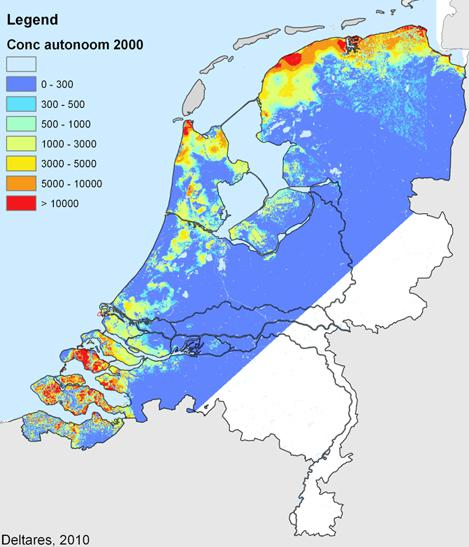 Legend
Conc autonoom 2000
0 - 300
300 - 500
500 - 1000
1000 - 3000
3000 - 5000
5000 - 10000
> 10000
Deltares, 2010